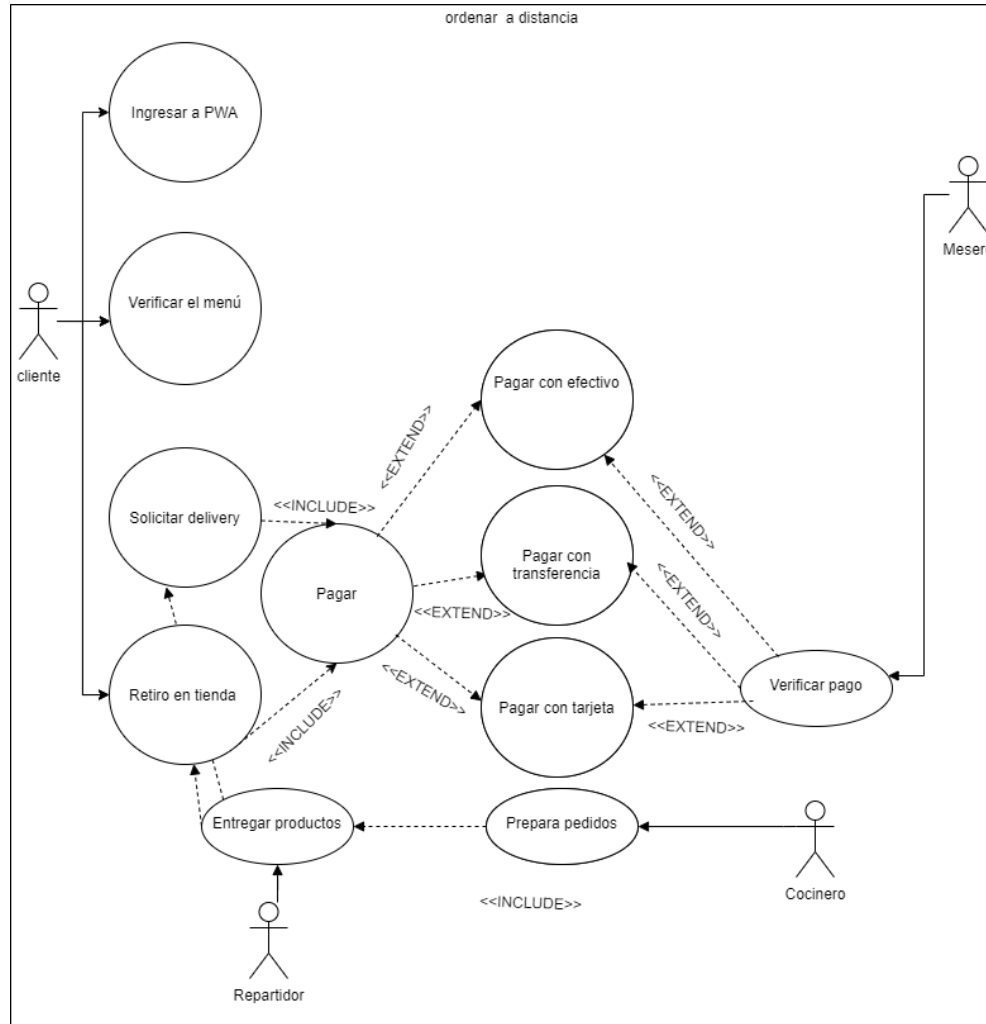 ordenar a distancia
Ingresar a PWA
Meser
Verificar el menú
cliente
Pagar con efectivo
<<EXTEND>>
<<INCLUDE>>
<<EXTEND>>
Solicitar delivery
Pagar con
transferencia
<<EXTEND>>
Pagar
<<EXTEND>>
Retiro en tienda
<<EXTEND>>
Verificar pago
<<INCLUDE>>
Pagar con tarjeta
<<EXTEND>>
Entregar productos
Prepara pedidos
Cocinero
<<INCLUDE>>
Repartidor